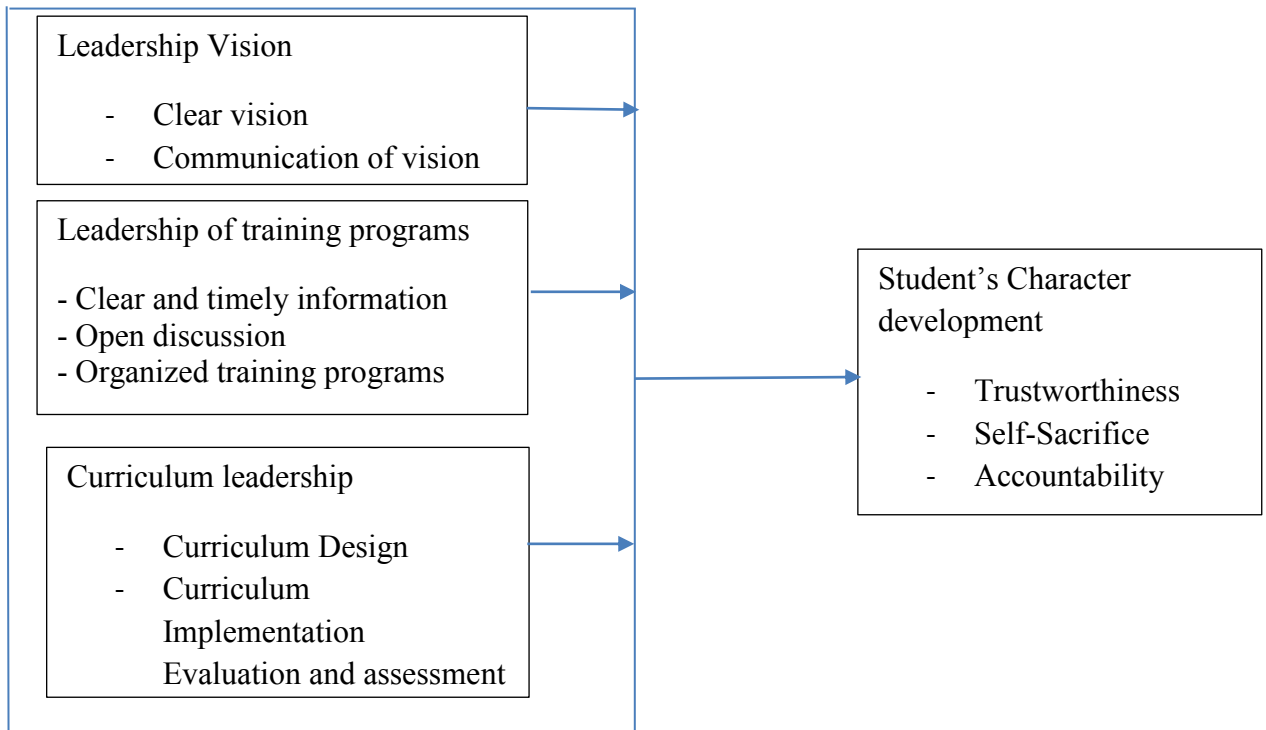 Leadership Vision
- Clear vision
- Communication of vision
Leadership of training programs
- Clear and timely information
- Open discussion
- Organized training programs
Curriculum leadership
- Curriculum Design
- Curriculum
Implementation
Evaluation and assessment
Student’s Character
development
- Trustworthiness
- Self-Sacrifice
- Accountability